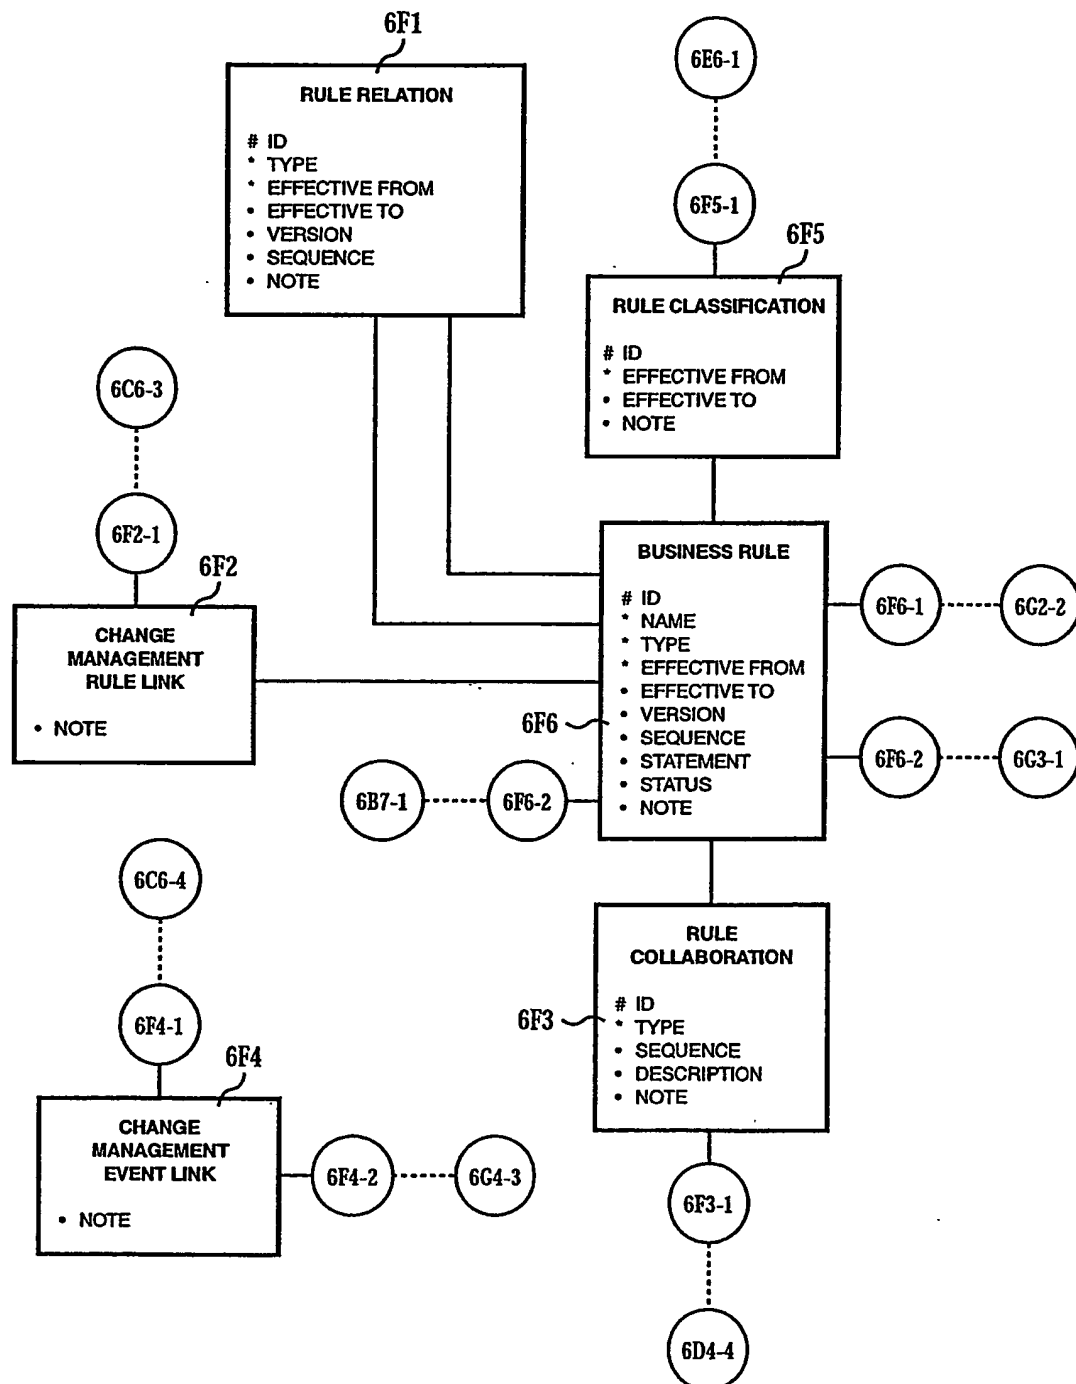 6F1
RULE RELATION
# ID
* TYPE
* EFFECTIVE FROM
• EFFECTIVE TO
• VERSION
• SEQUENCE
• NOTE
6E6-1
6F5-1
6F5
RULE CLASSIFICATION
# ID
* EFFECTIVE FROM
• EFFECTIVE TO
• NOTE
6C6-3
6F2-1
6F2
CHANGE
MANAGEMENT
RULE LINK
• NOTE
BUSINESS RULE
# ID
* NAME
* TYPE
* EFFECTIVE FROM
• EFFECTIVE TO
• VERSION
• SEQUENCE
• STATEMENT
• STATUS
• NOTE
6F6
6F6-1
6G2-2
6F6-2
6G3-1
6B7-1
6F6-2
6C6-4
6F4-1
6F4
CHANGE
MANAGEMENT
EVENT LINK
• NOTE
6F4-2
6G4-3
RULE
COLLABORATION
# ID
* TYPE
• SEQUENCE
• DESCRIPTION
• NOTE
6F3
6F3-1
6D4-4